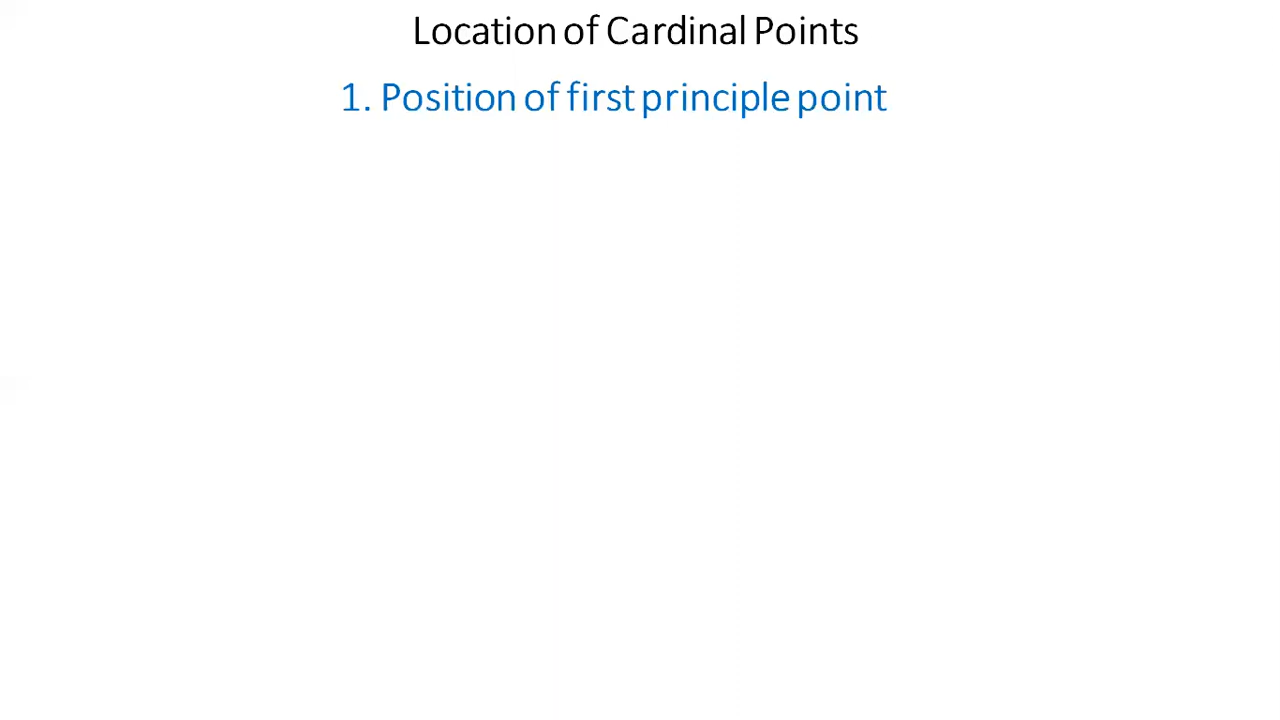 Location of Cardinal Points
1. Position of first principle point